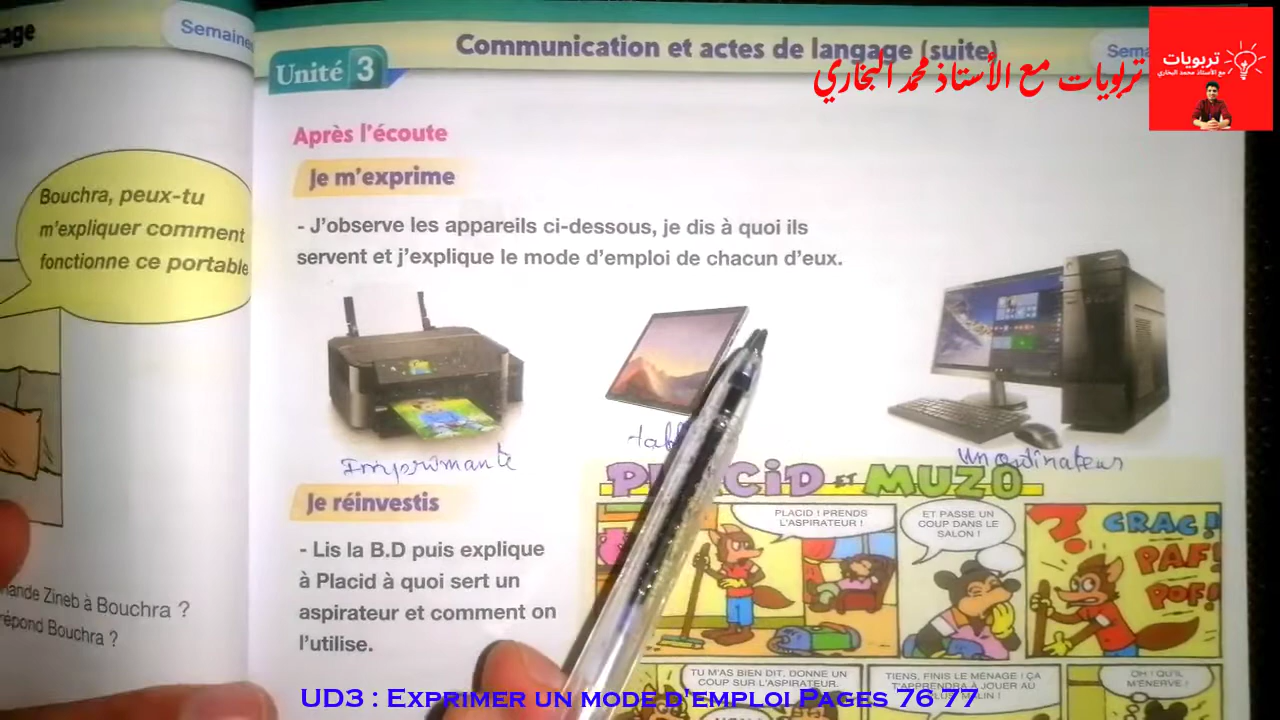 age
Semaine
Bouchra, peux-tu
m'expliquer comment
fonctionne ce portable
ande Zineb à Bouchra ?
répond Bouchra ?
Unité 3
Communication et actes de langage (suite)
Sema
تربويات مع الأستاذ محمد البخاري
تربويات
مع الأستاذ محمد البخاري
Après l'écoute
Je m'exprime
- J'observe les appareils ci-dessous, je dis à quoi ils
servent et j'explique le mode d'emploi de chacun d'eux.
Imprimante
tabl
un ordinateur
Je réinvestis
- Lis la B.D puis explique
à Placid à quoi sert un
aspirateur et comment on
l'utilise.
PLACID ET MUZO
PLACID ! PRENDS
L'ASPIRATEUR !
ET PASSE UN
COUP DANS LE
SALON !
? CRAC !
PAF !
POF !
TU M'AS BIEN DIT, DONNE UN
COUP SUR L'ASPIRATEUR.
TIENS, FINIS LE MÉNAGE ! ÇA
T'APPRENDRA À JOUER AU
PLUS MALIN !
OH ! QU'IL
M'ÉNERVE !
UD3 : Exprimer un mode d'emploi Pages 76 77